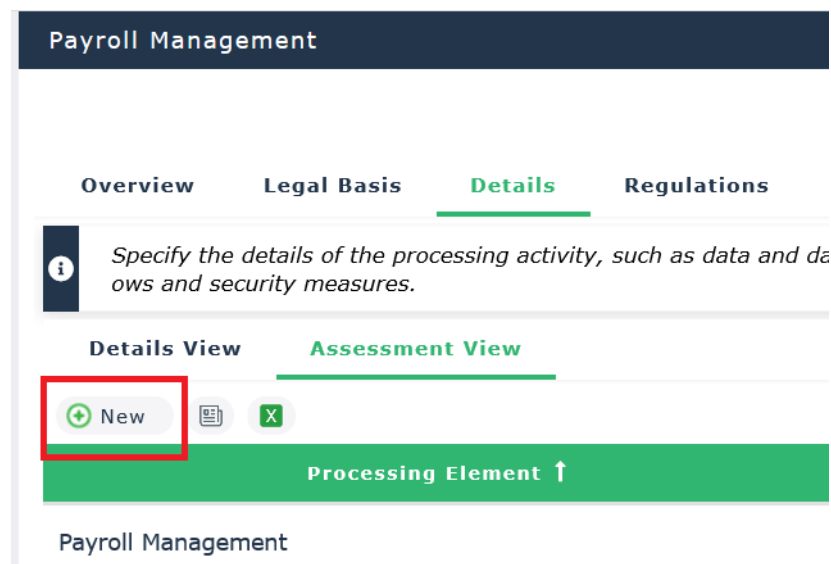 Payroll Management
Overview Legal Basis Details Regulations
Specify the details of the processing activity, such as data and
ows and security measures.
Details View Assessment View
New
Processing Element ↑
Payroll Management